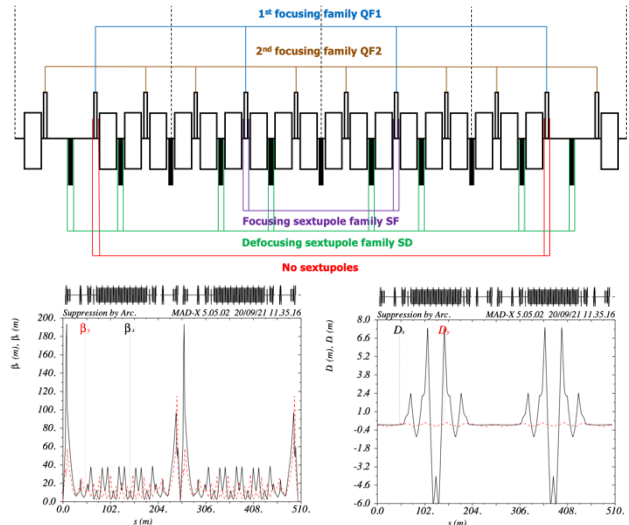 1st focusing family QF1
2nd focusing family QF2
Focusing sextupole family SF
Defocusing sextupole family SD
No sextupoles
Suppression by Arc. MAD-X 5.05.02 20/09/21 11.35.16
200.
180.
160.
140.
120.
100.
80.
60.
40.
20.
0.0
β (m), β (m)
β β
0.0 102. 204. 306. 408. 510.
s (m)
Suppression by Arc. MAD-X 5.05.02 20/09/21 11.35.16
8.0
6.6
5.2
3.8
2.4
1.0
-0.4
-1.8
-3.2
-4.6
-6.0
D (m), D (m)
D D
0.0 102. 204. 306. 408. 510.
s (m)